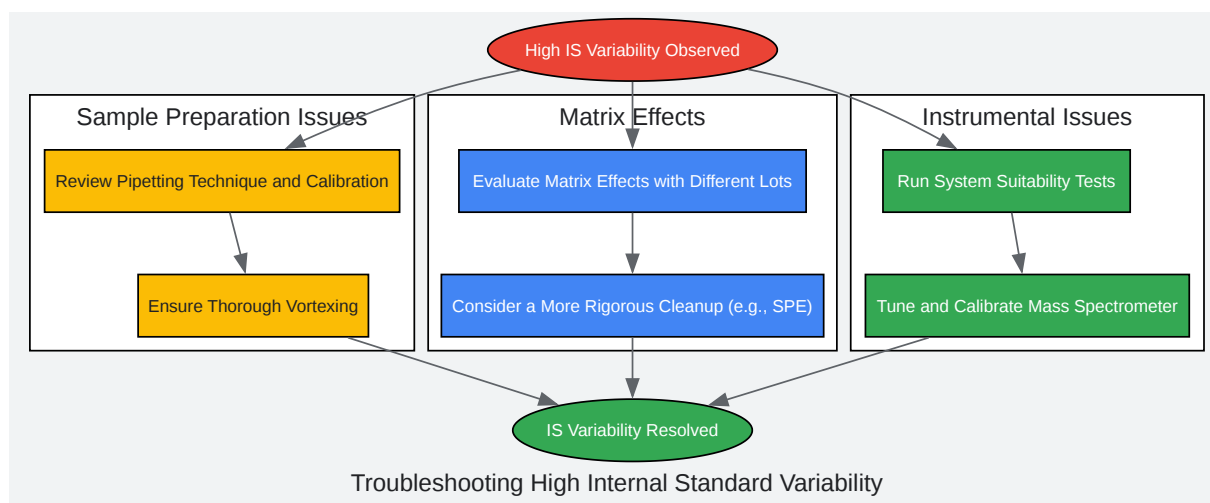 High IS Variability Observed
Sample Preparation Issues
Matrix Effects
Instrumental Issues
Review Pipetting Technique and Calibration
Evaluate Matrix Effects with Different Lots
Run System Suitability Tests
Ensure Thorough Vortexing
Consider a More Rigorous Cleanup (e.g., SPE)
Tune and Calibrate Mass Spectrometer
IS Variability Resolved
Troubleshooting High Internal Standard Variability